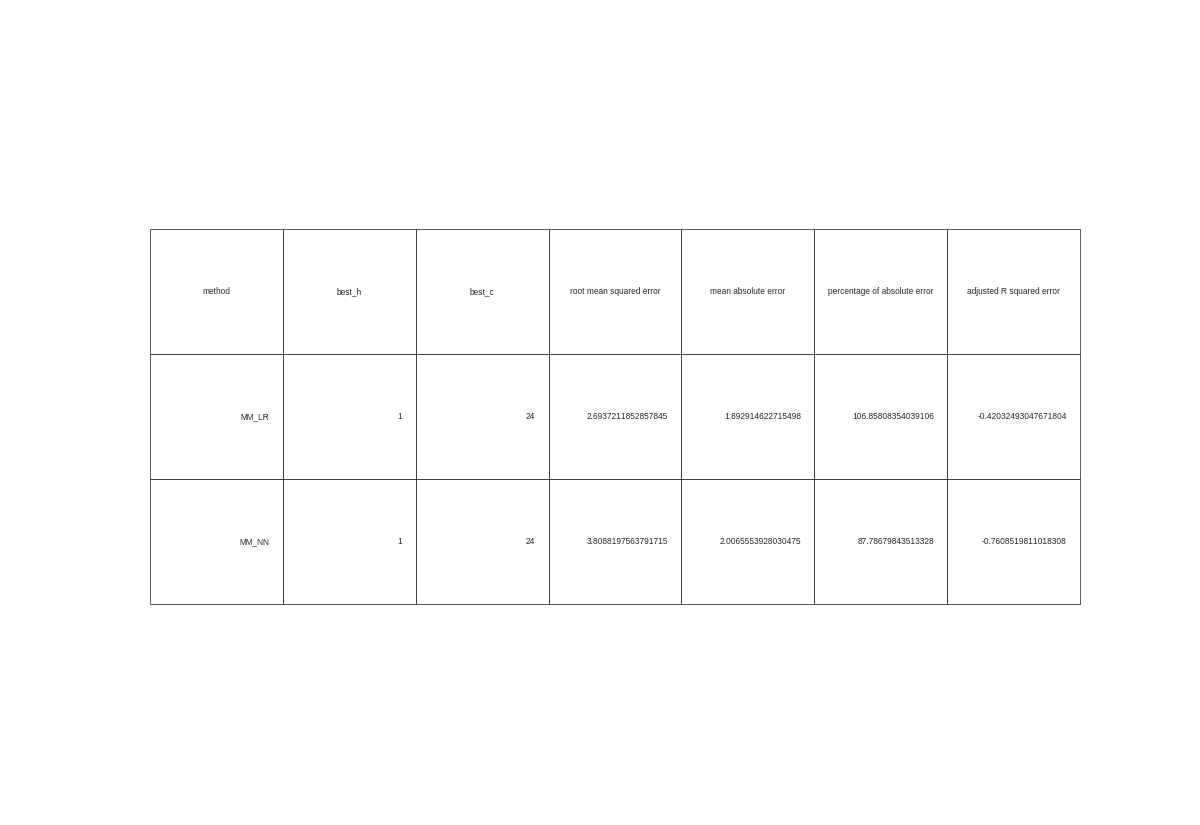 method best_h best_c root mean squared error mean absolute error percentage of absolute error adjusted R squared error
MM_LR 1 24 2.6937211852857845 1.892914622715498 106.85808354039106 -0.42032493047671804
MM_NN 1 24 3.8088197563791715 2.0065553928030475 87.78679843513328 -0.7608519811018308